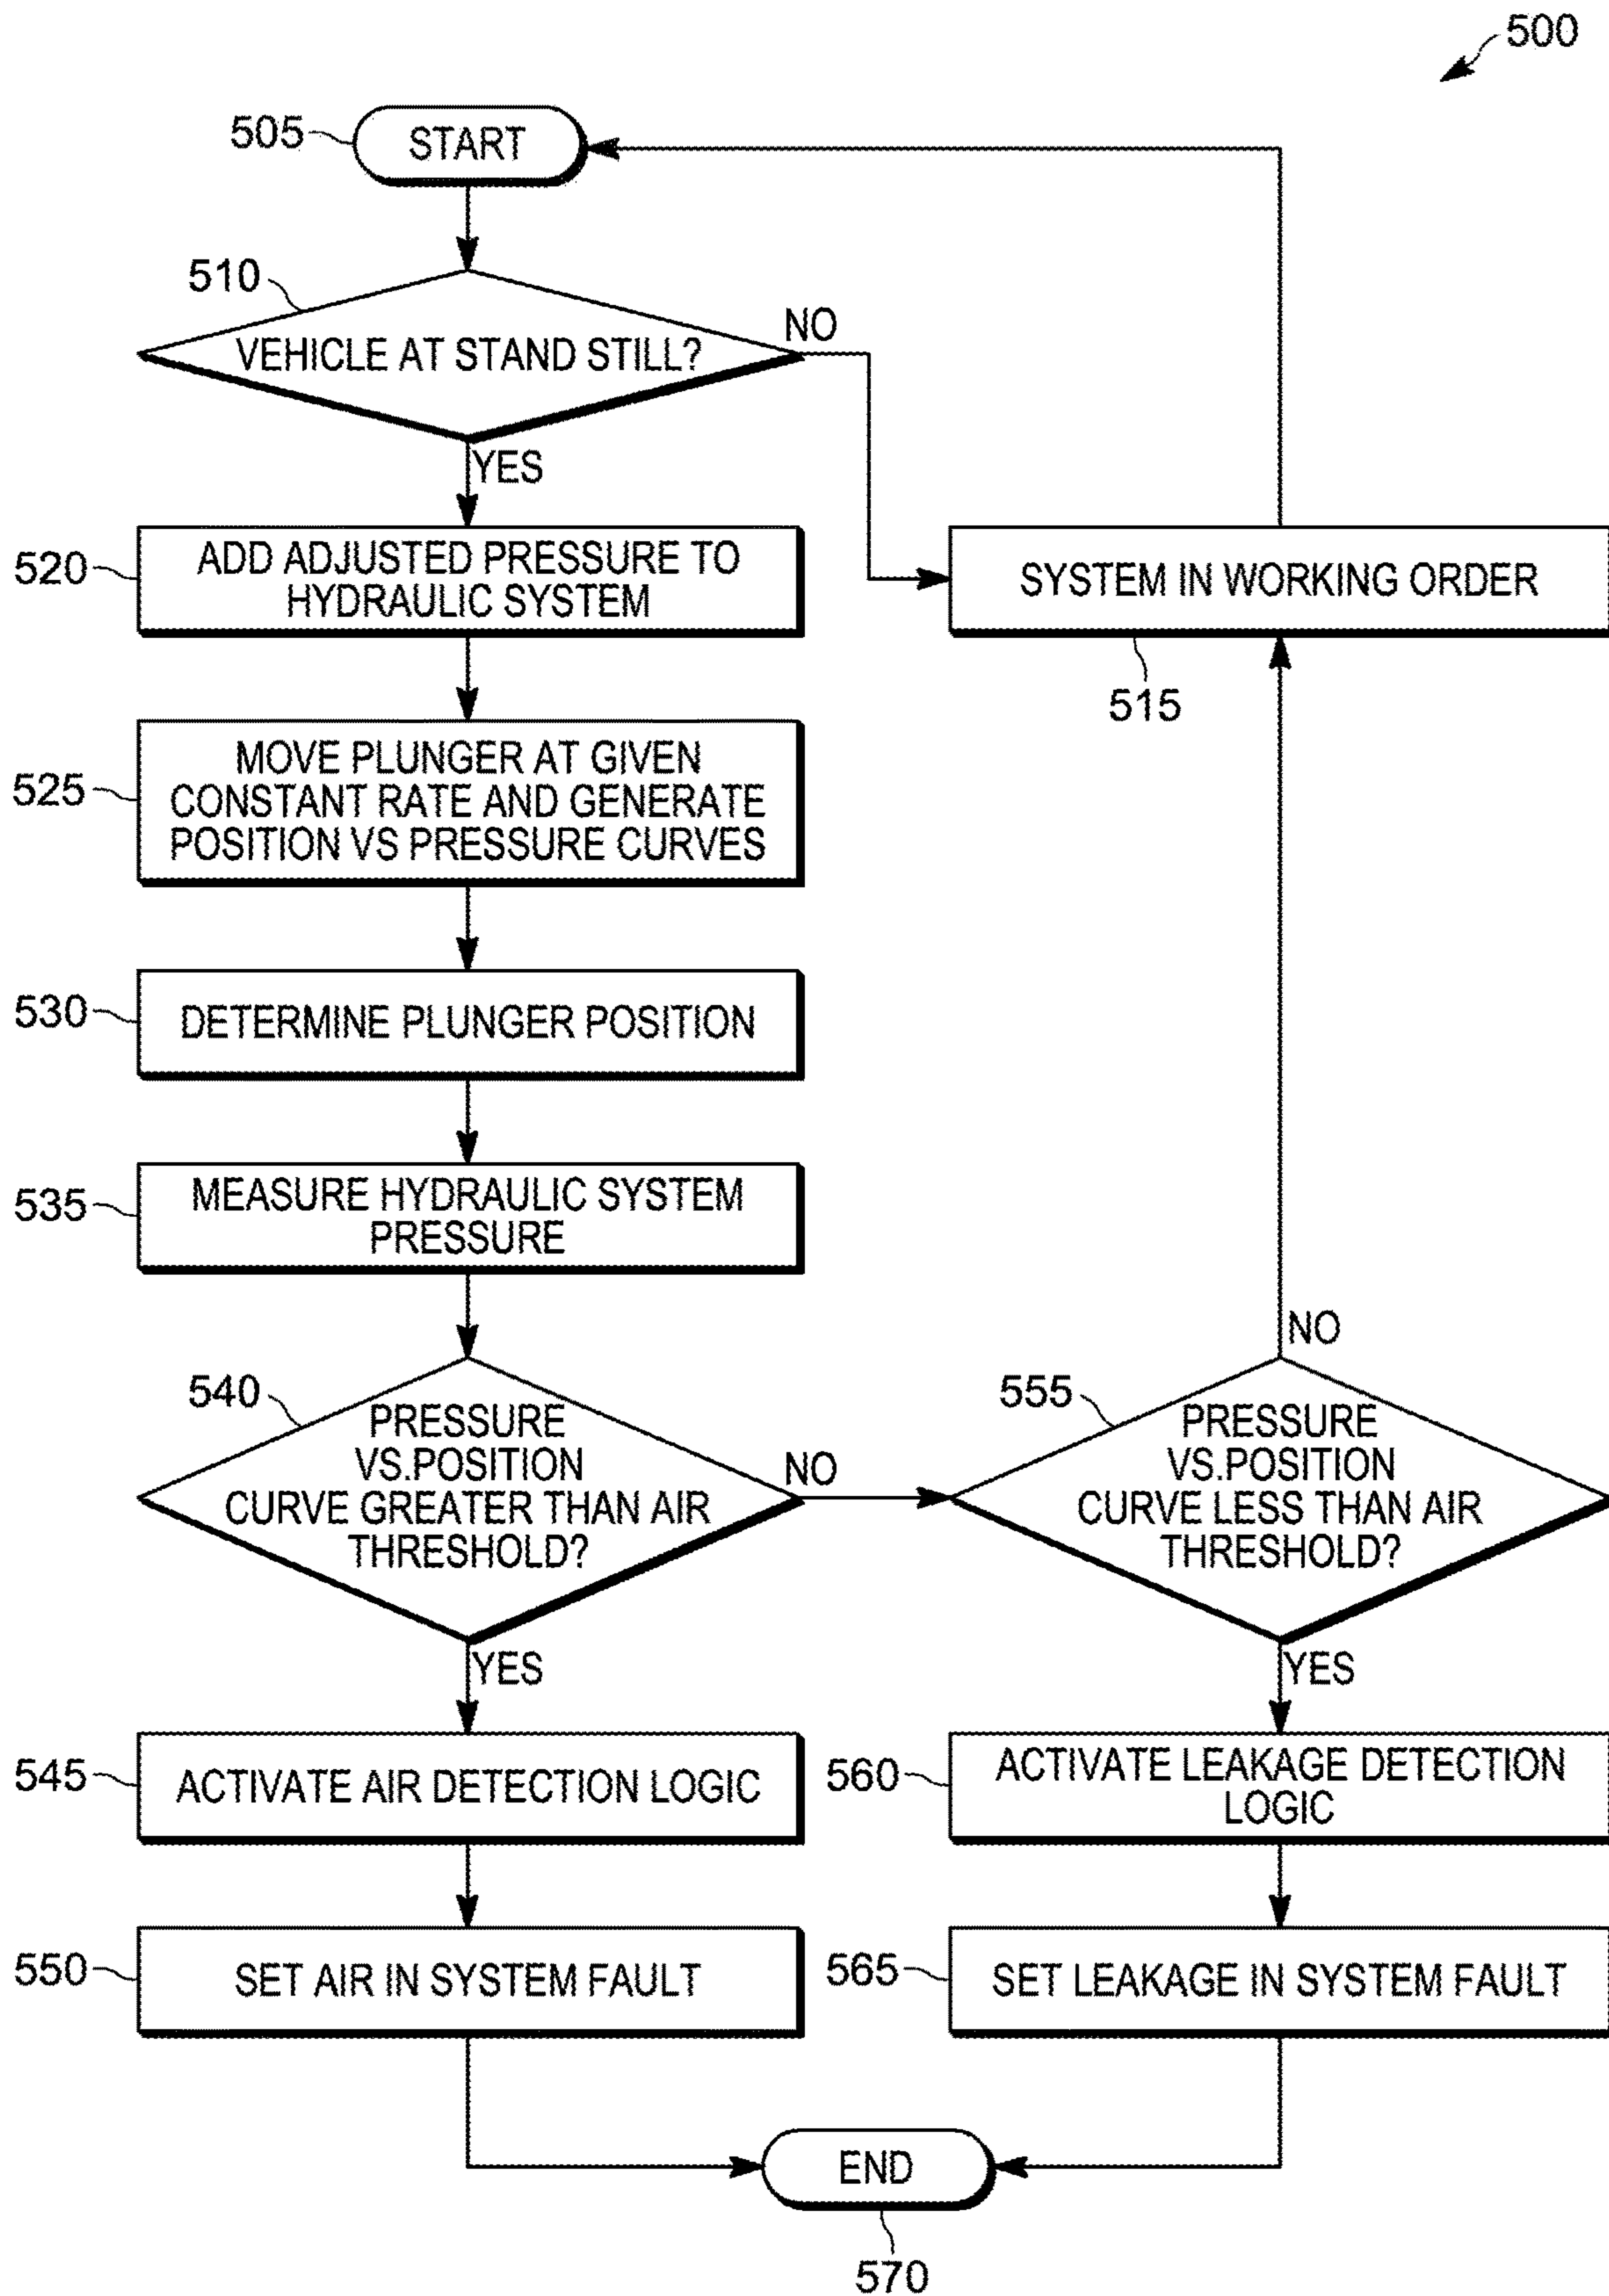 500
505
START
510
VEHICLE AT STAND STILL?
NO
YES
520
ADD ADJUSTED PRESSURE TO
HYDRAULIC SYSTEM
SYSTEM IN WORKING ORDER
515
525
MOVE PLUNGER AT GIVEN
CONSTANT RATE AND GENERATE
POSITION VS PRESSURE CURVES
530
DETERMINE PLUNGER POSITION
535
MEASURE HYDRAULIC SYSTEM
PRESSURE
540
PRESSURE
VS.POSITION
CURVE GREATER THAN AIR
THRESHOLD?
NO
YES
555
PRESSURE
VS.POSITION
CURVE LESS THAN AIR
THRESHOLD?
NO
YES
545
ACTIVATE AIR DETECTION LOGIC
560
ACTIVATE LEAKAGE DETECTION
LOGIC
550
SET AIR IN SYSTEM FAULT
565
SET LEAKAGE IN SYSTEM FAULT
END
570